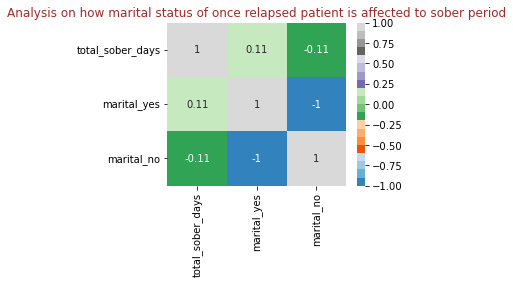 Analysis on how marital status of once relapsed patient is affected to sober period
total_sober_days 1 0.11 -0.11
marital_yes 0.11 1 -1
marital_no -0.11 -1 1
total_sober_days marital_yes marital_no
1.00
0.75
0.50
0.25
0.00
−0.25
−0.50
−0.75
−1.00